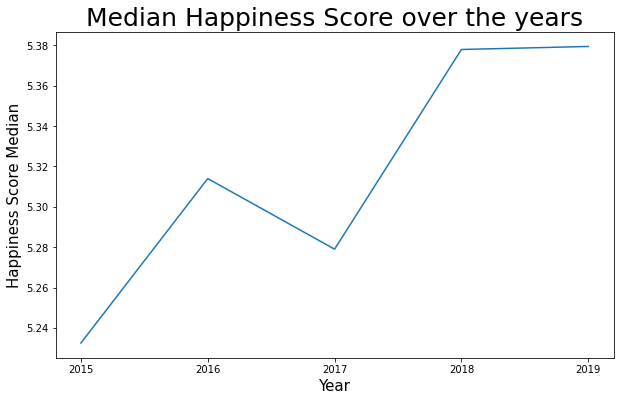 Median Happiness Score over the years
Happiness Score Median
5.38
5.36
5.34
5.32
5.30
5.28
5.26
5.24
2015 2016 2017 2018 2019
Year